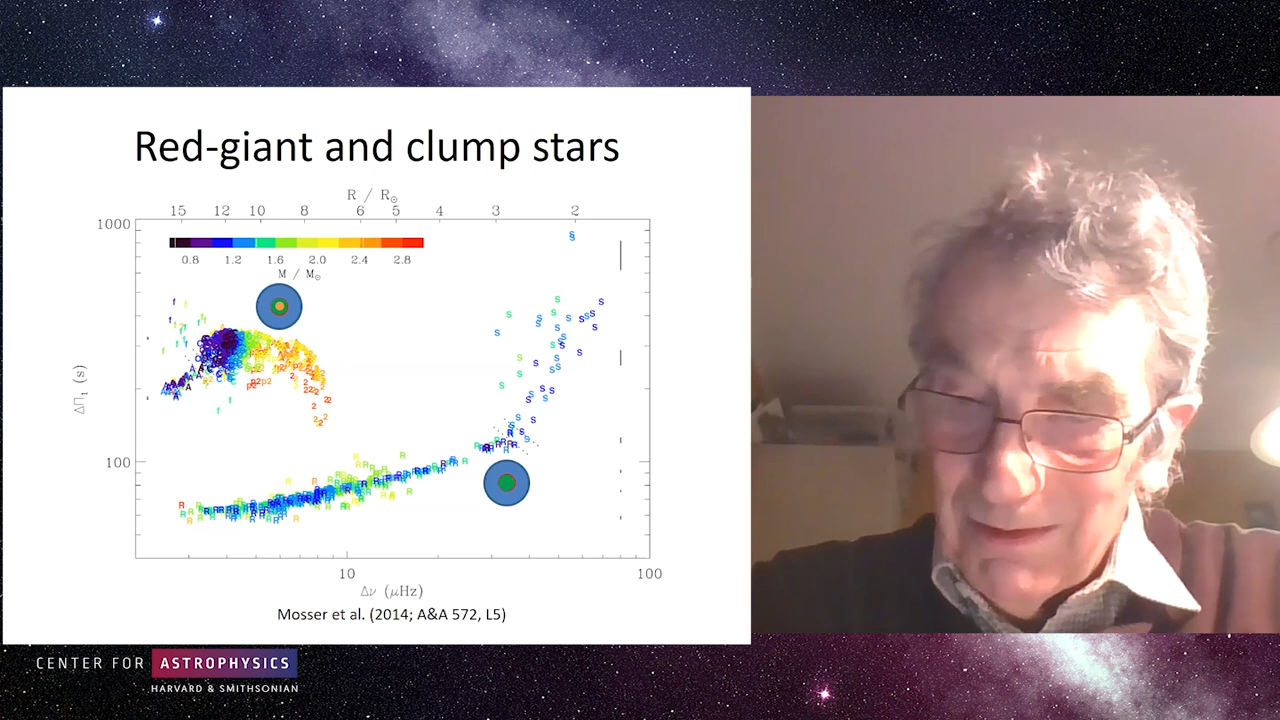 Red-giant and clump stars
R / R☉
15 12 10 8 6 5 4 3 2
1000
0.8 1.2 1.6 2.0 2.4 2.8
M / M☉
ΔΠ₁ (s)
100
10 100
Δν (μHz)
Mosser et al. (2014; A&A 572, L5)
CENTER FOR ASTROPHYSICS
HARVARD & SMITHSONIAN